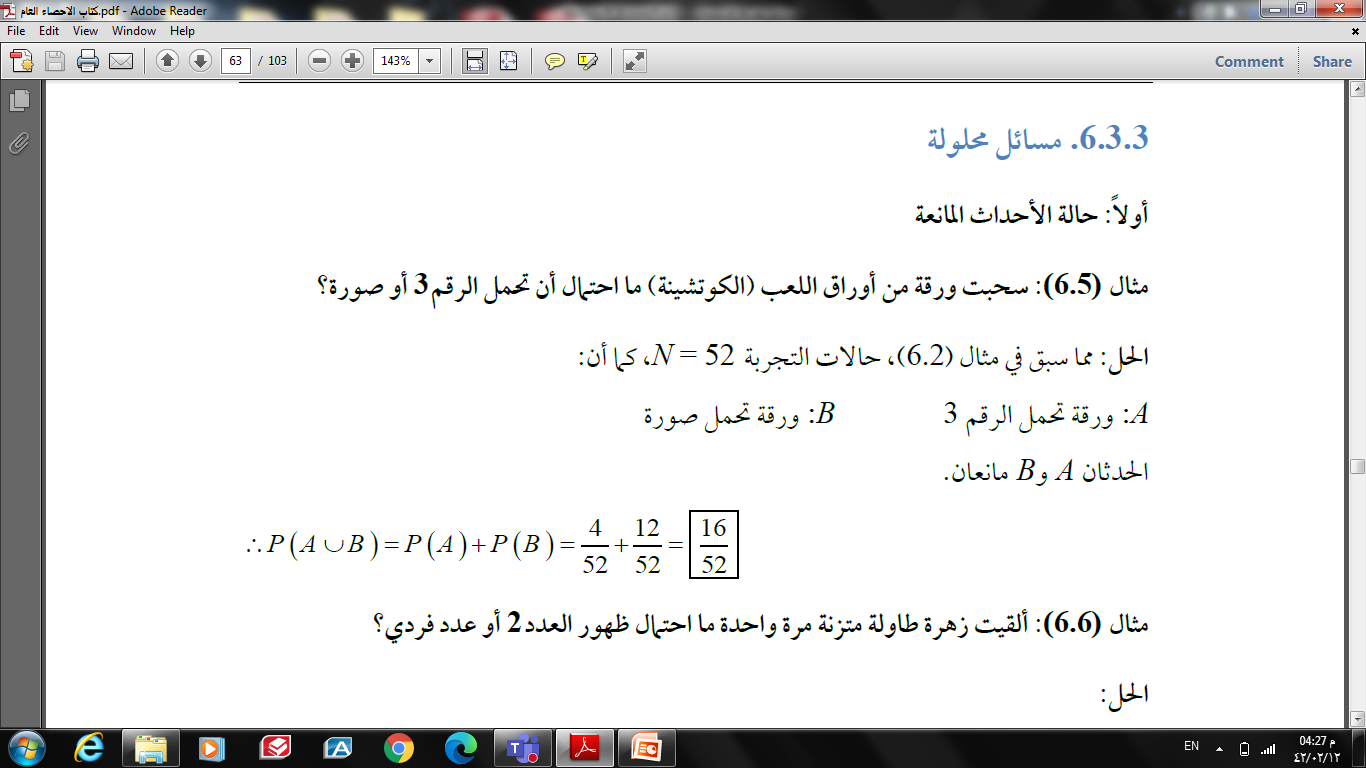 كتاب الاحصاء العام.pdf - Adobe Reader
File Edit View Window Help
63 / 103 143% Comment Share
6.3.3. مسائل محلولة
أولاً: حالة الأحداث المانعة
مثال (6.5): سحبت ورقة من أوراق اللعب (الكوتشينة) ما احتمال أن تحمل الرقم 3 أو صورة؟
الحل: مما سبق في مثال (6.2)، حالات التجربة N = 52، كما أن:
A: ورقة تحمل الرقم 3 B: ورقة تحمل صورة
الحدثان A وB مانعان.
∴ P(A ∪ B) = P(A) + P(B) = 4/52 + 12/52 = 16/52
مثال (6.6): ألقيت زهرة طاولة متزنة مرة واحدة ما احتمال ظهور العدد 2 أو عدد فردي؟
الحل:
EN
04:27 م
٤٢/٠٢/١٢